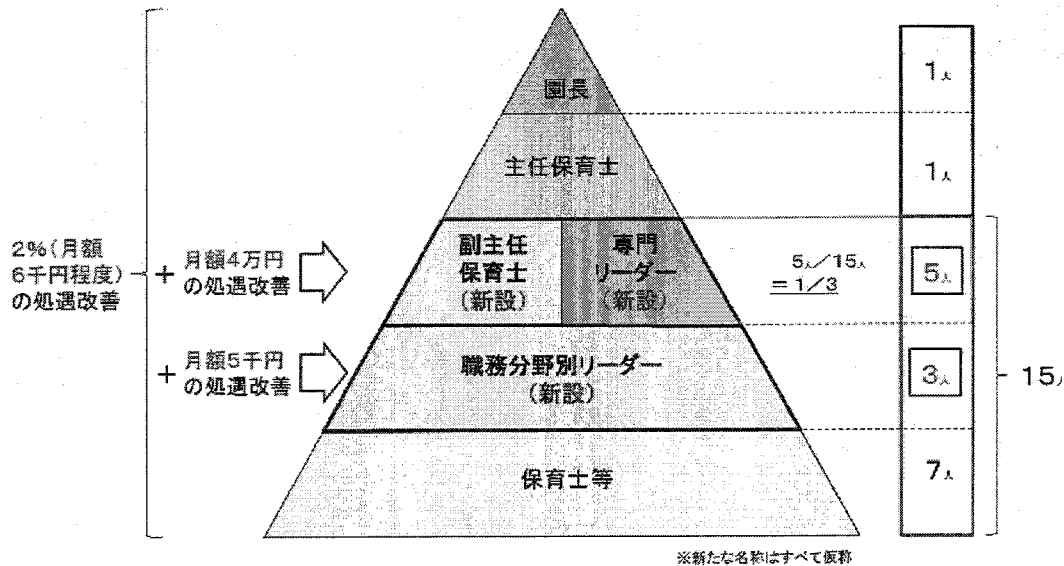 園長
1人
主任保育士
1人
2%(月額
6千円程度)
の処遇改善
+
月額4万円
の処遇改善
副主任
保育士
(新設)
専門
リーダー
(新設)
5人/15人
=1/3
5人
+
月額5千円
の処遇改善
職務分野別リーダー
(新設)
3人
15人
保育士等
7人
※新たな名称はすべて仮称